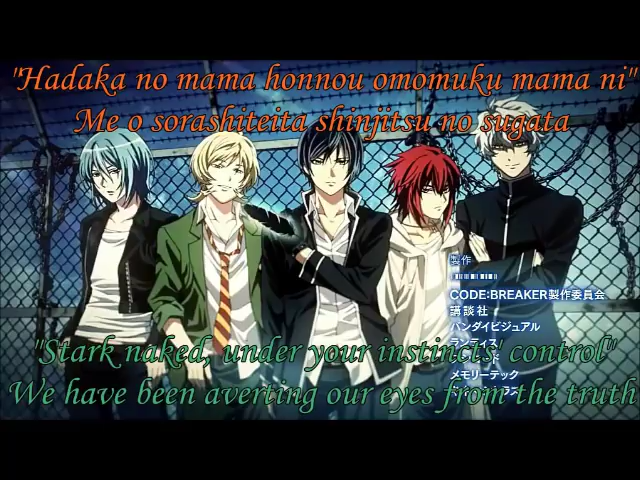 "Hadaka no mama honnou omomuku mama ni"
Me o sorashiteita shinjitsu no sugata
製作
CODE:BREAKER製作委員会
講談社
バンダイビジュアル
ランティス
メモリーテック
"Stark naked, under your instincts' control"
We have been averting our eyes from the truth